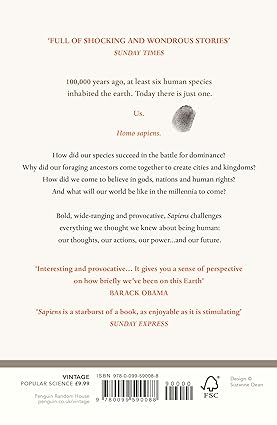 ‘FULL OF SHOCKING AND WONDROUS STORIES’
SUNDAY TIMES
100,000 years ago, at least six human species
inhabited the earth. Today there is just one.
Us.
Homo sapiens.
How did our species succeed in the battle for dominance?
Why did our foraging ancestors come together to create cities and kingdoms?
How did we come to believe in gods, nations and human rights?
And what will our world be like in the millennia to come?
Bold, wide-ranging and provocative, Sapiens challenges
everything we thought we knew about being human:
our thoughts, our actions, our power...and our future.
‘Interesting and provocative... It gives you a sense of perspective
on how briefly we’ve been on this Earth’
BARACK OBAMA
‘Sapiens is a starburst of a book, as enjoyable as it is stimulating’
SUNDAY EXPRESS
VINTAGE
POPULAR SCIENCE £9.99
Penguin Random House
penguin.co.uk/vintage
ISBN 978-0-099-59008-8
90000
9 780099 590088
FSC
Design ©
Suzanne Dean